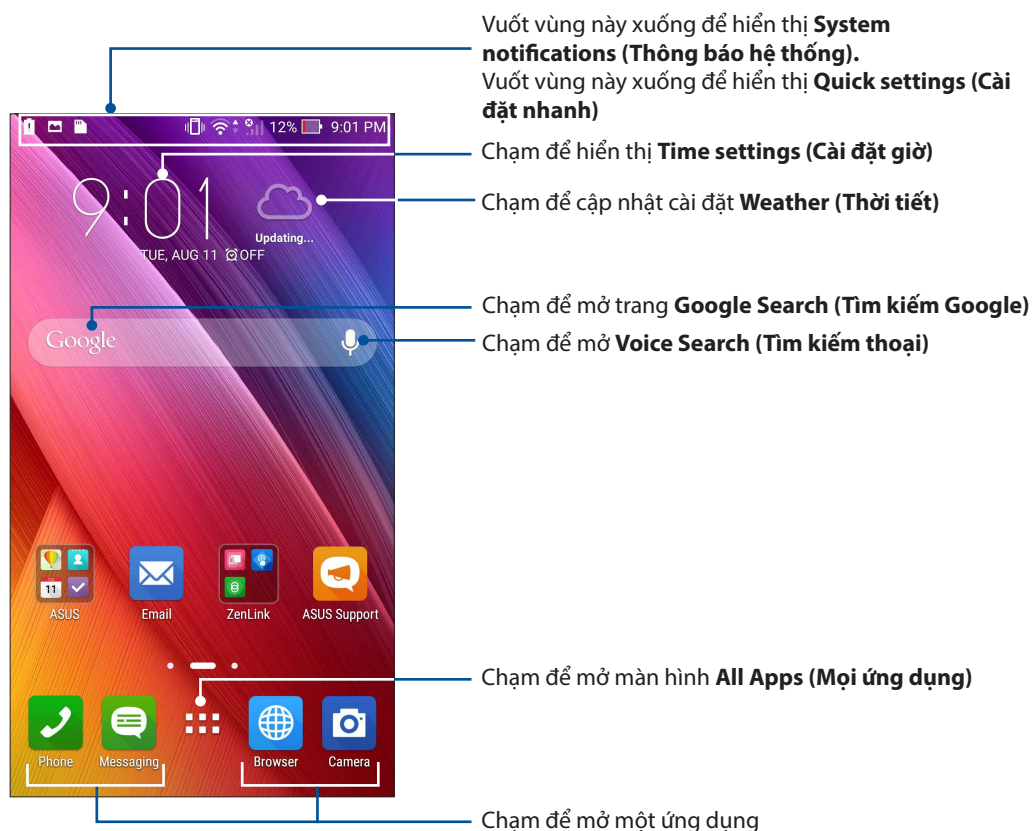 Vuốt vùng này xuống để hiển thị System
notifications (Thông báo hệ thống).
Vuốt vùng này xuống để hiển thị Quick settings (Cài
đặt nhanh)
12% 9:01 PM
Chạm để hiển thị Time settings (Cài đặt giờ)
9:01
Chạm để cập nhật cài đặt Weather (Thời tiết)
Updating...
TUE, AUG 11 OFF
Chạm để mở trang Google Search (Tìm kiếm Google)
Google
Chạm để mở Voice Search (Tìm kiếm thoại)
11
ASUS Email ZenLink ASUS Support
Chạm để mở màn hình All Apps (Mọi ứng dụng)
Phone Messaging Browser Camera
Chạm để mở một ứng dụng